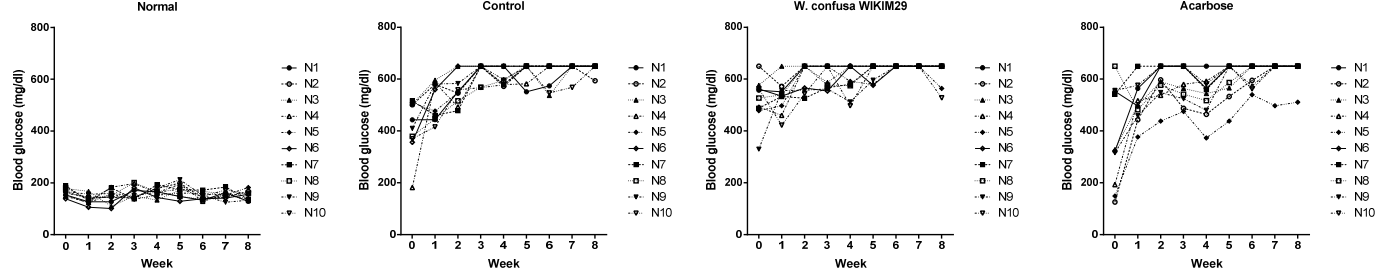 Normal
Blood glucose (mg/dl)
800
600
400
200
0
0 1 2 3 4 5 6 7 8
Week
N1
N2
N3
N4
N5
N6
N7
N8
N9
N10
Control
Blood glucose (mg/dl)
800
600
400
200
0
0 1 2 3 4 5 6 7 8
Week
N1
N2
N3
N4
N5
N6
N7
N8
N9
N10
W. confusa WIKIM29
Blood glucose (mg/dl)
800
600
400
200
0
0 1 2 3 4 5 6 7 8
Week
N1
N2
N3
N4
N5
N6
N7
N8
N9
N10
Acarbose
Blood glucose (mg/dl)
800
600
400
200
0
0 1 2 3 4 5 6 7 8
Week
N1
N2
N3
N4
N5
N6
N7
N8
N9
N10